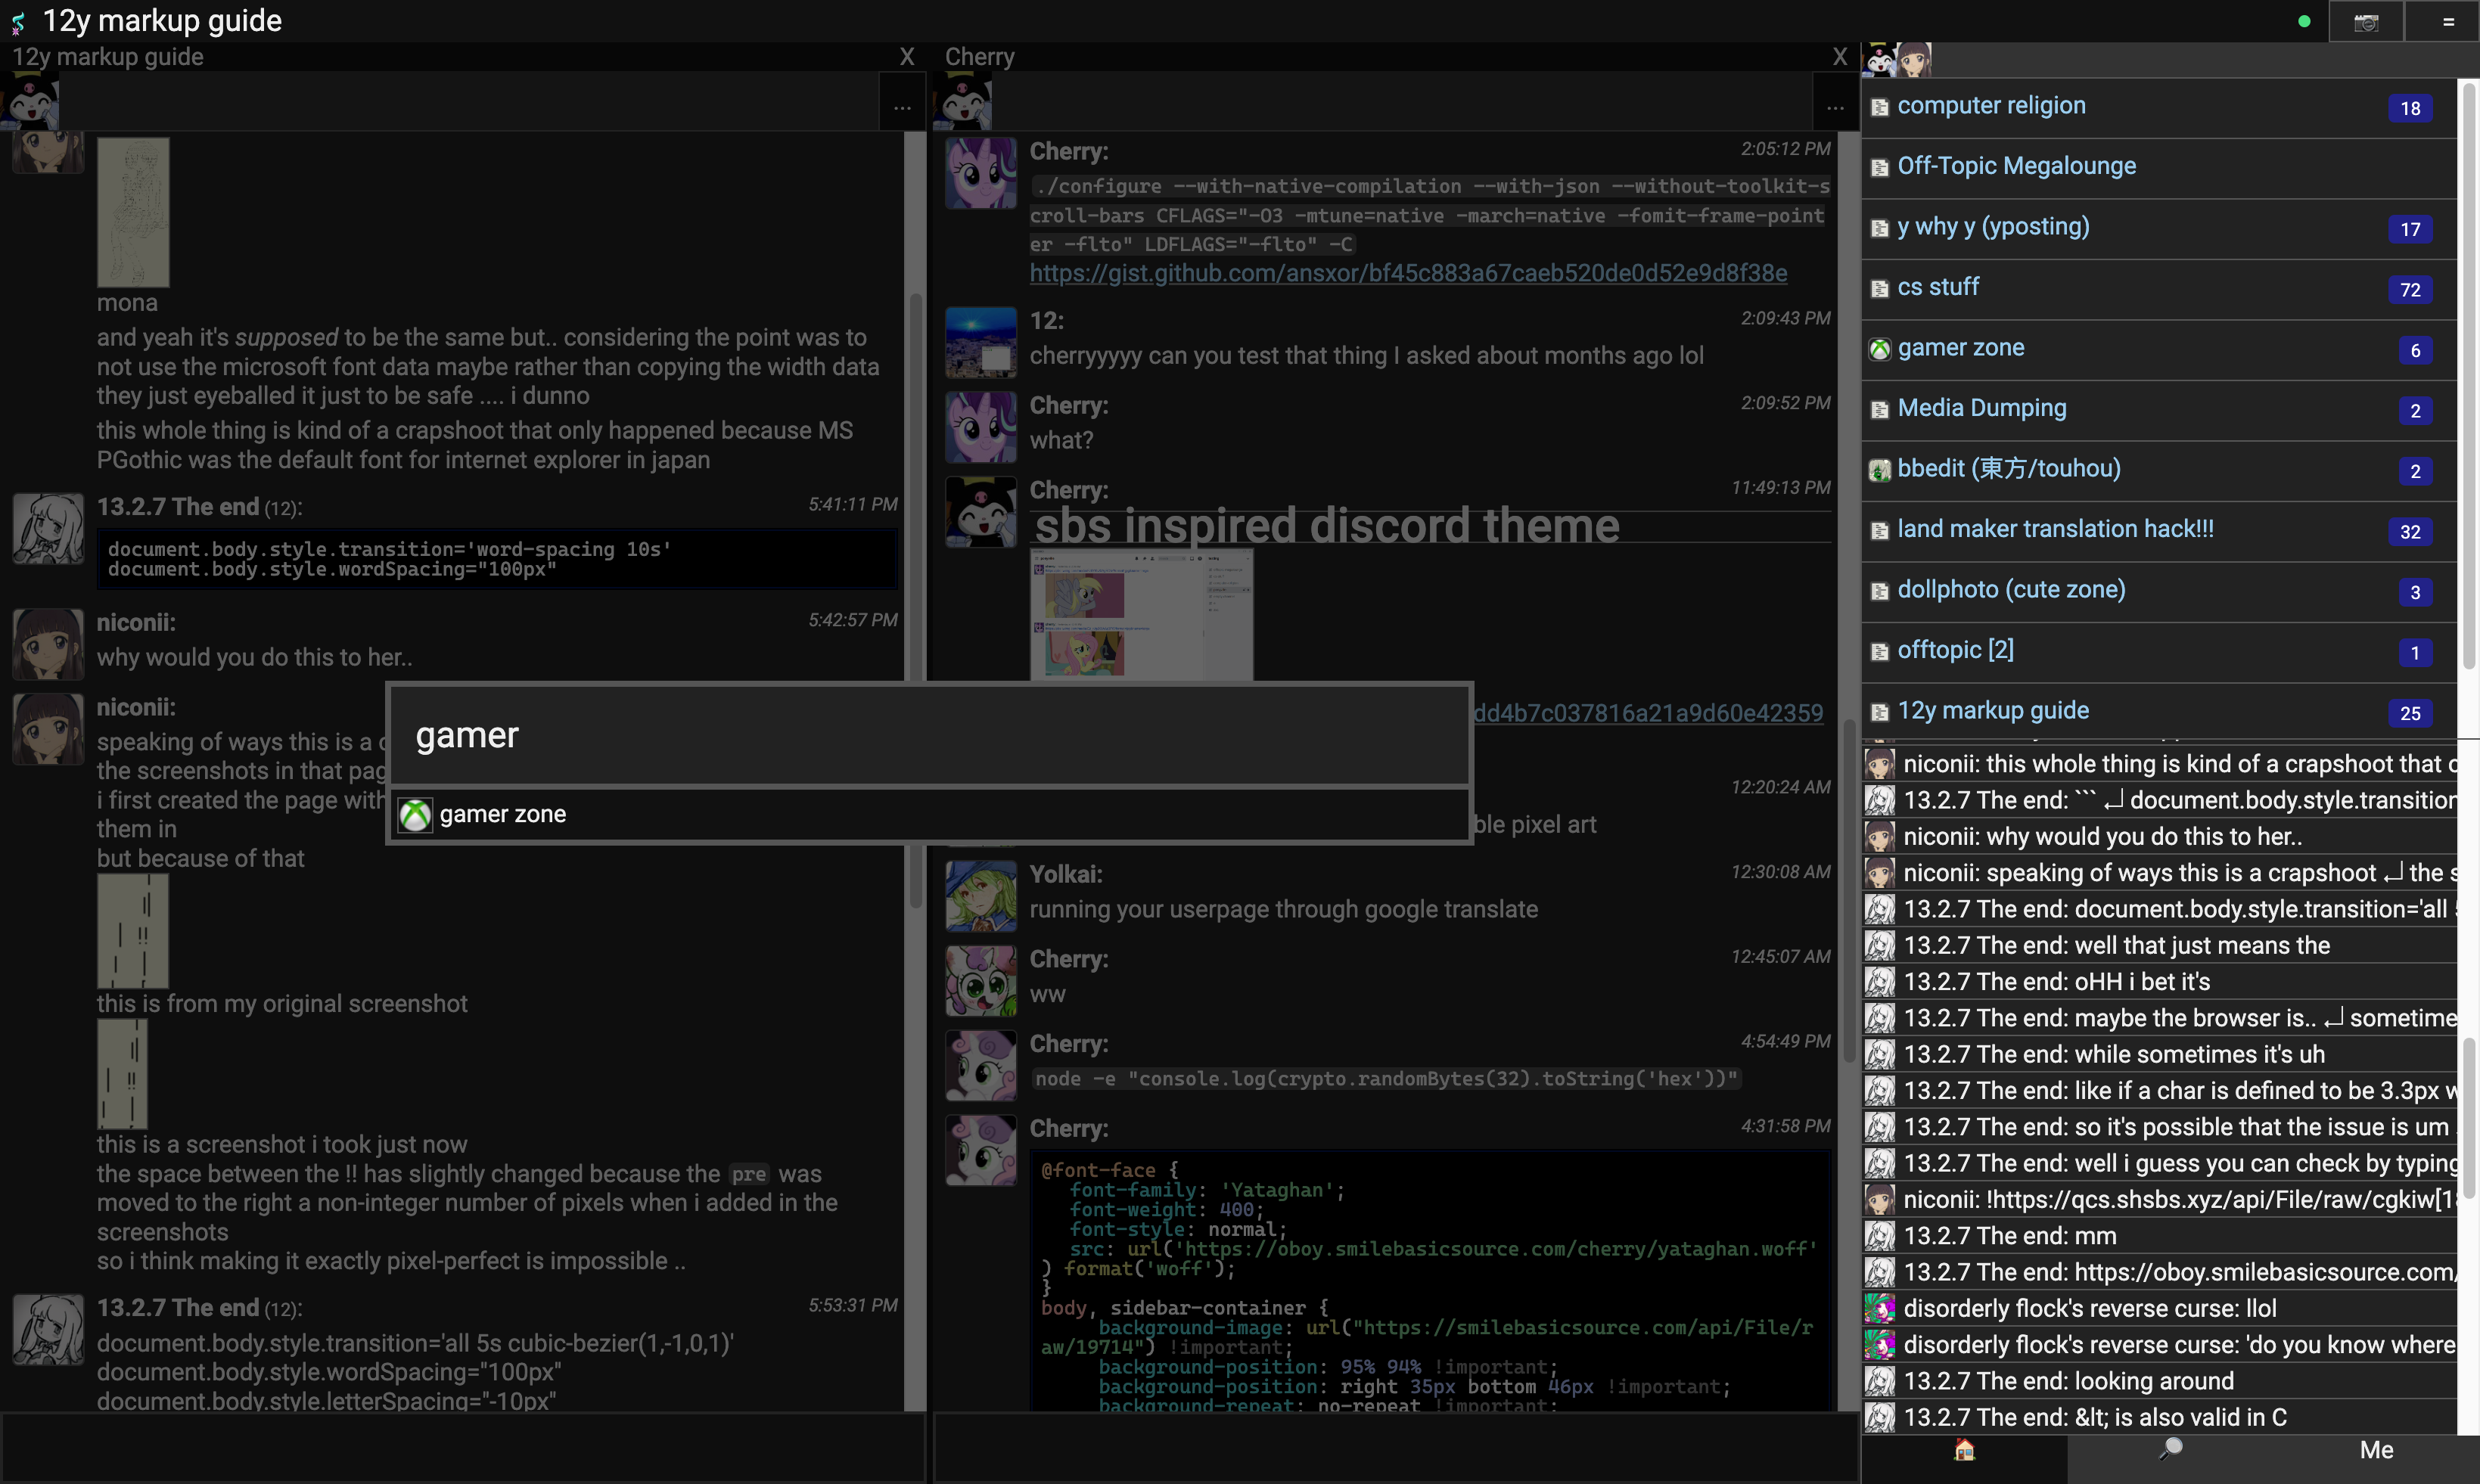 12y markup guide
=
12y markup guide
X
...
mona
and yeah it's supposed to be the same but.. considering the point was to
not use the microsoft font data maybe rather than copying the width data
they just eyeballed it just to be safe .... i dunno
this whole thing is kind of a crapshoot that only happened because MS
PGothic was the default font for internet explorer in japan
13.2.7 The end (12):
5:41:11 PM
document.body.style.transition='word-spacing 10s'
document.body.style.wordSpacing="100px"
niconii:
5:42:57 PM
why would you do this to her..
niconii:
speaking of ways this is a c
the screenshots in that pag
i first created the page with
them in
but because of that
!!
this is from my original screenshot
!!
this is a screenshot i took just now
the space between the !! has slightly changed because the pre was
moved to the right a non-integer number of pixels when i added in the
screenshots
so i think making it exactly pixel-perfect is impossible ..
13.2.7 The end (12):
5:53:31 PM
document.body.style.transition='all 5s cubic-bezier(1,-1,0,1)'
document.body.style.wordSpacing="100px"
document.body.style.letterSpacing="-10px"
Cherry
X
...
Cherry:
2:05:12 PM
./configure --with-native-compilation --with-json --without-toolkit-s
croll-bars CFLAGS="-O3 -mtune=native -march=native -fomit-frame-point
er -flto" LDFLAGS="-flto" -C
https://gist.github.com/ansxor/bf45c883a67caeb520de0d52e9d8f38e
12:
2:09:43 PM
cherryyyyy can you test that thing I asked about months ago lol
Cherry:
2:09:52 PM
what?
Cherry:
11:49:13 PM
sbs inspired discord theme
dd4b7c037816a21a9d60e42359
12:20:24 AM
ble pixel art
Yolkai:
12:30:08 AM
running your userpage through google translate
Cherry:
12:45:07 AM
ww
Cherry:
4:54:49 PM
node -e "console.log(crypto.randomBytes(32).toString('hex'))"
Cherry:
4:31:58 PM
@font-face {
font-family: 'Yataghan';
font-weight: 400;
font-style: normal;
src: url('https://oboy.smilebasicsource.com/cherry/yataghan.woff'
) format('woff');
}
body, sidebar-container {
background-image: url("https://smilebasicsource.com/api/File/r
aw/19714") !important;
background-position: 95% 94% !important;
background-position: right 35px bottom 46px !important;
background-repeat: no-repeat !important;
gamer
gamer zone
computer religion
18
Off-Topic Megalounge
y why y (yposting)
17
cs stuff
72
gamer zone
6
Media Dumping
2
bbedit (東方/touhou)
2
land maker translation hack!!!
32
dollphoto (cute zone)
3
offtopic [2]
1
12y markup guide
25
niconii: this whole thing is kind of a crapshoot that o
13.2.7 The end: ``` ↵ document.body.style.transition
niconii: why would you do this to her..
niconii: speaking of ways this is a crapshoot ↵ the s
13.2.7 The end: document.body.style.transition='all
13.2.7 The end: well that just means the
13.2.7 The end: oHH i bet it's
13.2.7 The end: maybe the browser is.. ↵ sometime
13.2.7 The end: while sometimes it's uh
13.2.7 The end: like if a char is defined to be 3.3px w
13.2.7 The end: so it's possible that the issue is um
13.2.7 The end: well i guess you can check by typing
niconii: !https://qcs.shsbs.xyz/api/File/raw/cgkiw[18
13.2.7 The end: mm
13.2.7 The end: https://oboy.smilebasicsource.com/
disorderly flock's reverse curse: llol
disorderly flock's reverse curse: 'do you know where
13.2.7 The end: looking around
13.2.7 The end: &lt; is also valid in C
Me